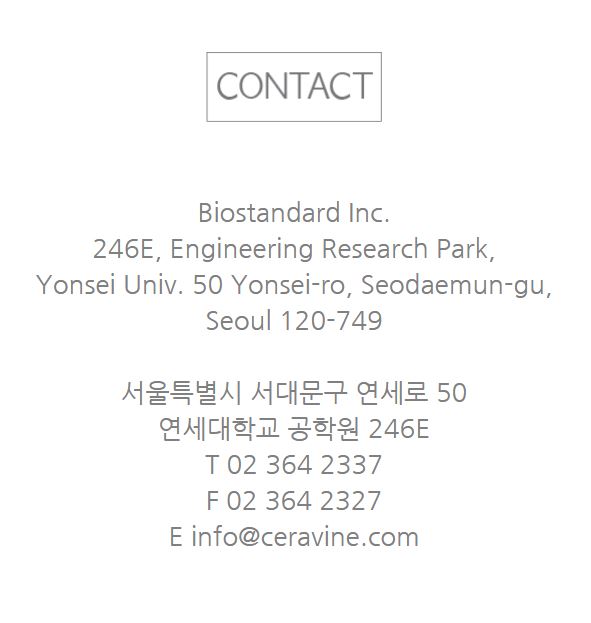 CONTACT
Biostandard Inc.
246E, Engineering Research Park,
Yonsei Univ. 50 Yonsei-ro, Seodaemun-gu,
Seoul 120-749
서울특별시 서대문구 연세로 50
연세대학교 공학원 246E
T 02 364 2337
F 02 364 2327
E info@ceravine.com